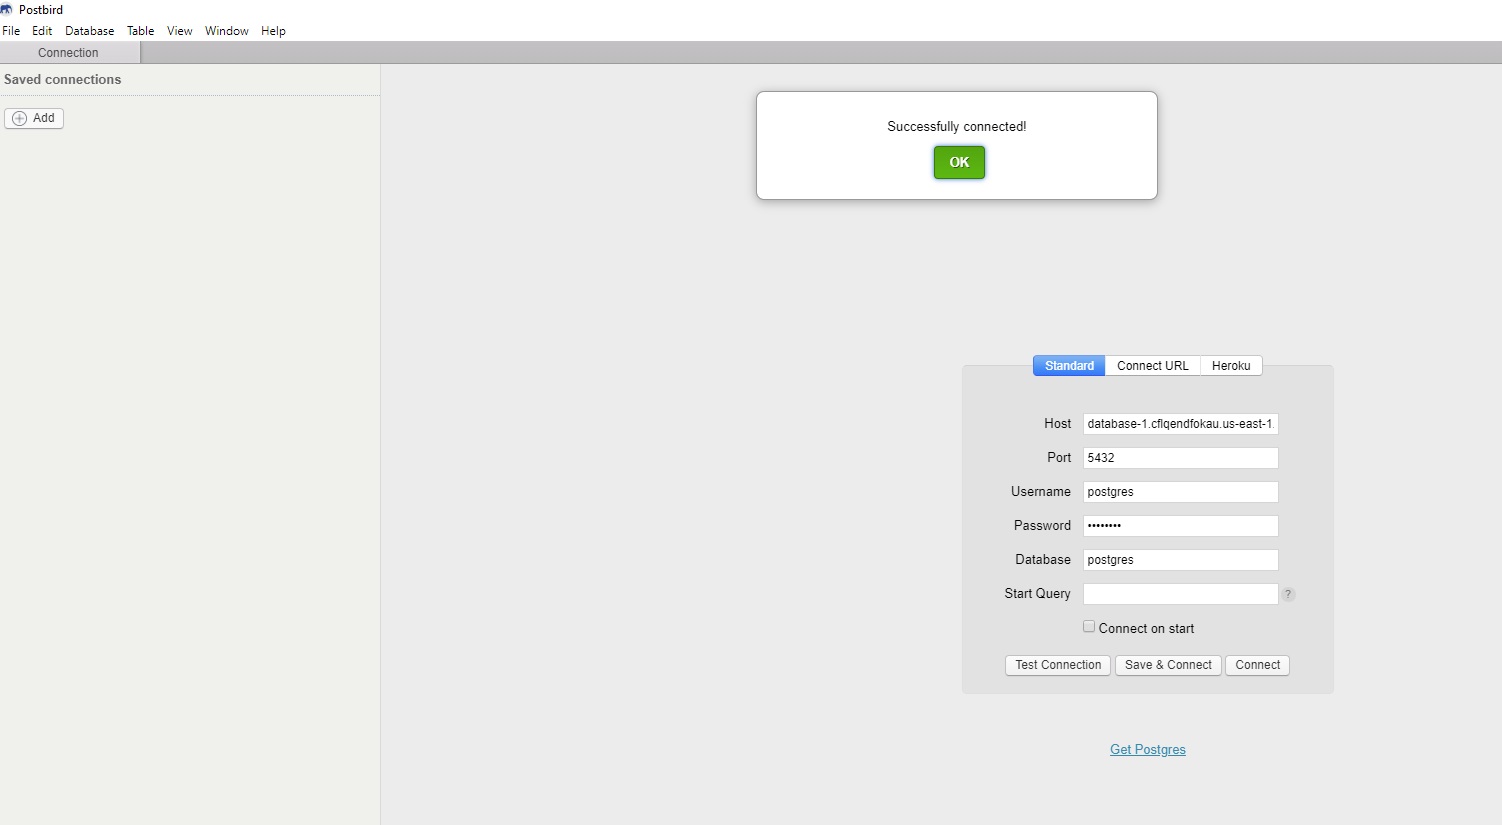 Postbird
File Edit Database Table View Window Help
Connection
Saved connections
Add
Successfully connected!
OK
Standard Connect URL Heroku
Host database-1.cflqendfokau.us-east-1.
Port 5432
Username postgres
Password ••••••••
Database postgres
Start Query ?
Connect on start
Test Connection Save & Connect Connect
Get Postgres